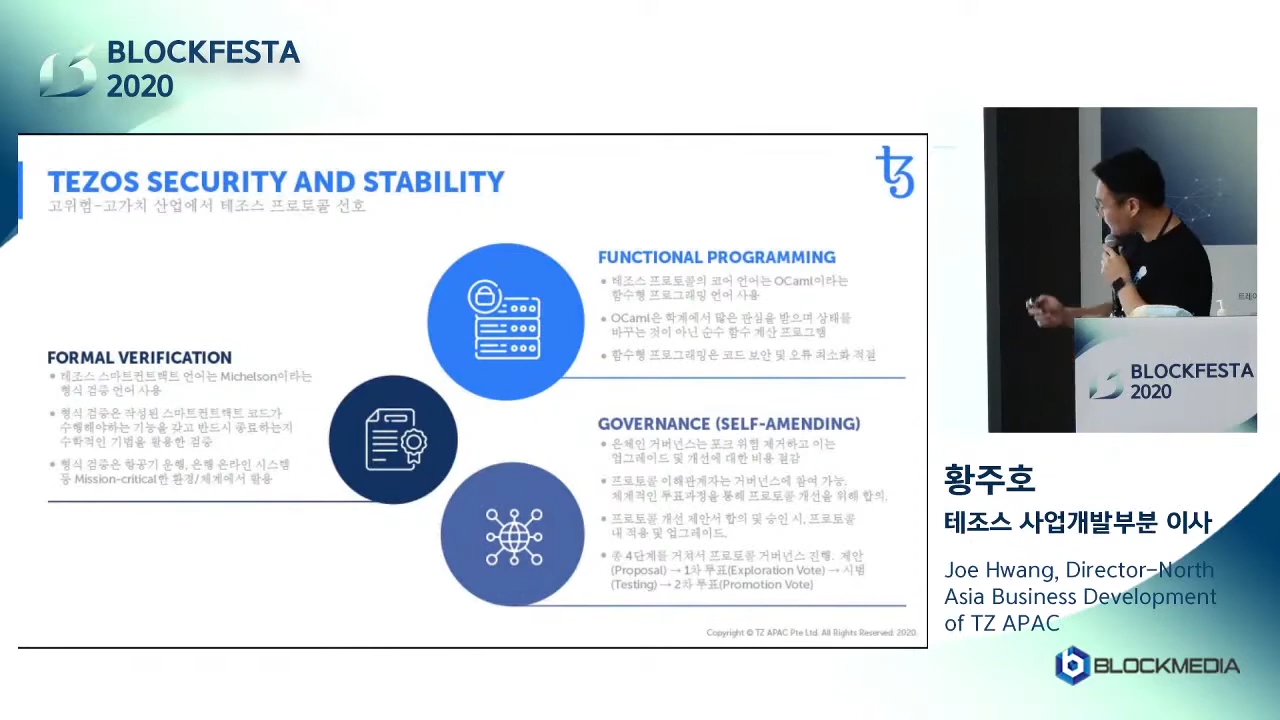 BLOCKFESTA
2020
TEZOS SECURITY AND STABILITY
고위험-고가치 산업에서 테조스 프로토콜 선호
FORMAL VERIFICATION
• 테조스 스마트컨트랙트 언어는 Michelson이라는
형식 검증 언어 사용
• 형식 검증은 작성된 스마트컨트랙트 코드가
수행해야하는 기능을 갖고 반드시 종료하는지
수학적인 기법을 활용한 검증
• 형식 검증은 항공기 운행, 은행 온라인 시스템
등 Mission-critical한 환경/체계에서 활용
FUNCTIONAL PROGRAMMING
• 테조스 프로토콜의 코어 언어는 OCaml이라는
함수형 프로그래밍 언어 사용
• OCaml은 학계에서 많은 관심을 받으며 상태를
바꾸는 것이 아닌 순수 함수 계산 프로그램
• 함수형 프로그래밍은 코드 보안 및 오류 최소화 적절
GOVERNANCE (SELF-AMENDING)
• 온체인 거버넌스는 포크 위험 제거하고 이는
업그레이드 및 개선에 대한 비용 절감
• 프로토콜 이해관계자는 거버넌스에 참여 가능.
체계적인 투표과정을 통해 프로토콜 개선을 위해 합의.
• 프로토콜 개선 제안서 합의 및 승인 시, 프로토콜
내 적용 및 업그레이드.
• 총 4단계를 거쳐서 프로토콜 거버넌스 진행. 제안
(Proposal) → 1차 투표(Exploration Vote) → 시범
(Testing) → 2차 투표(Promotion Vote)
Copyright © TZ APAC Pte Ltd. All Rights Reserved. 2020.
트레이
BLOCKFESTA
2020
황주호
테조스 사업개발부분 이사
Joe Hwang, Director-North
Asia Business Development
of TZ APAC
BLOCKMEDIA